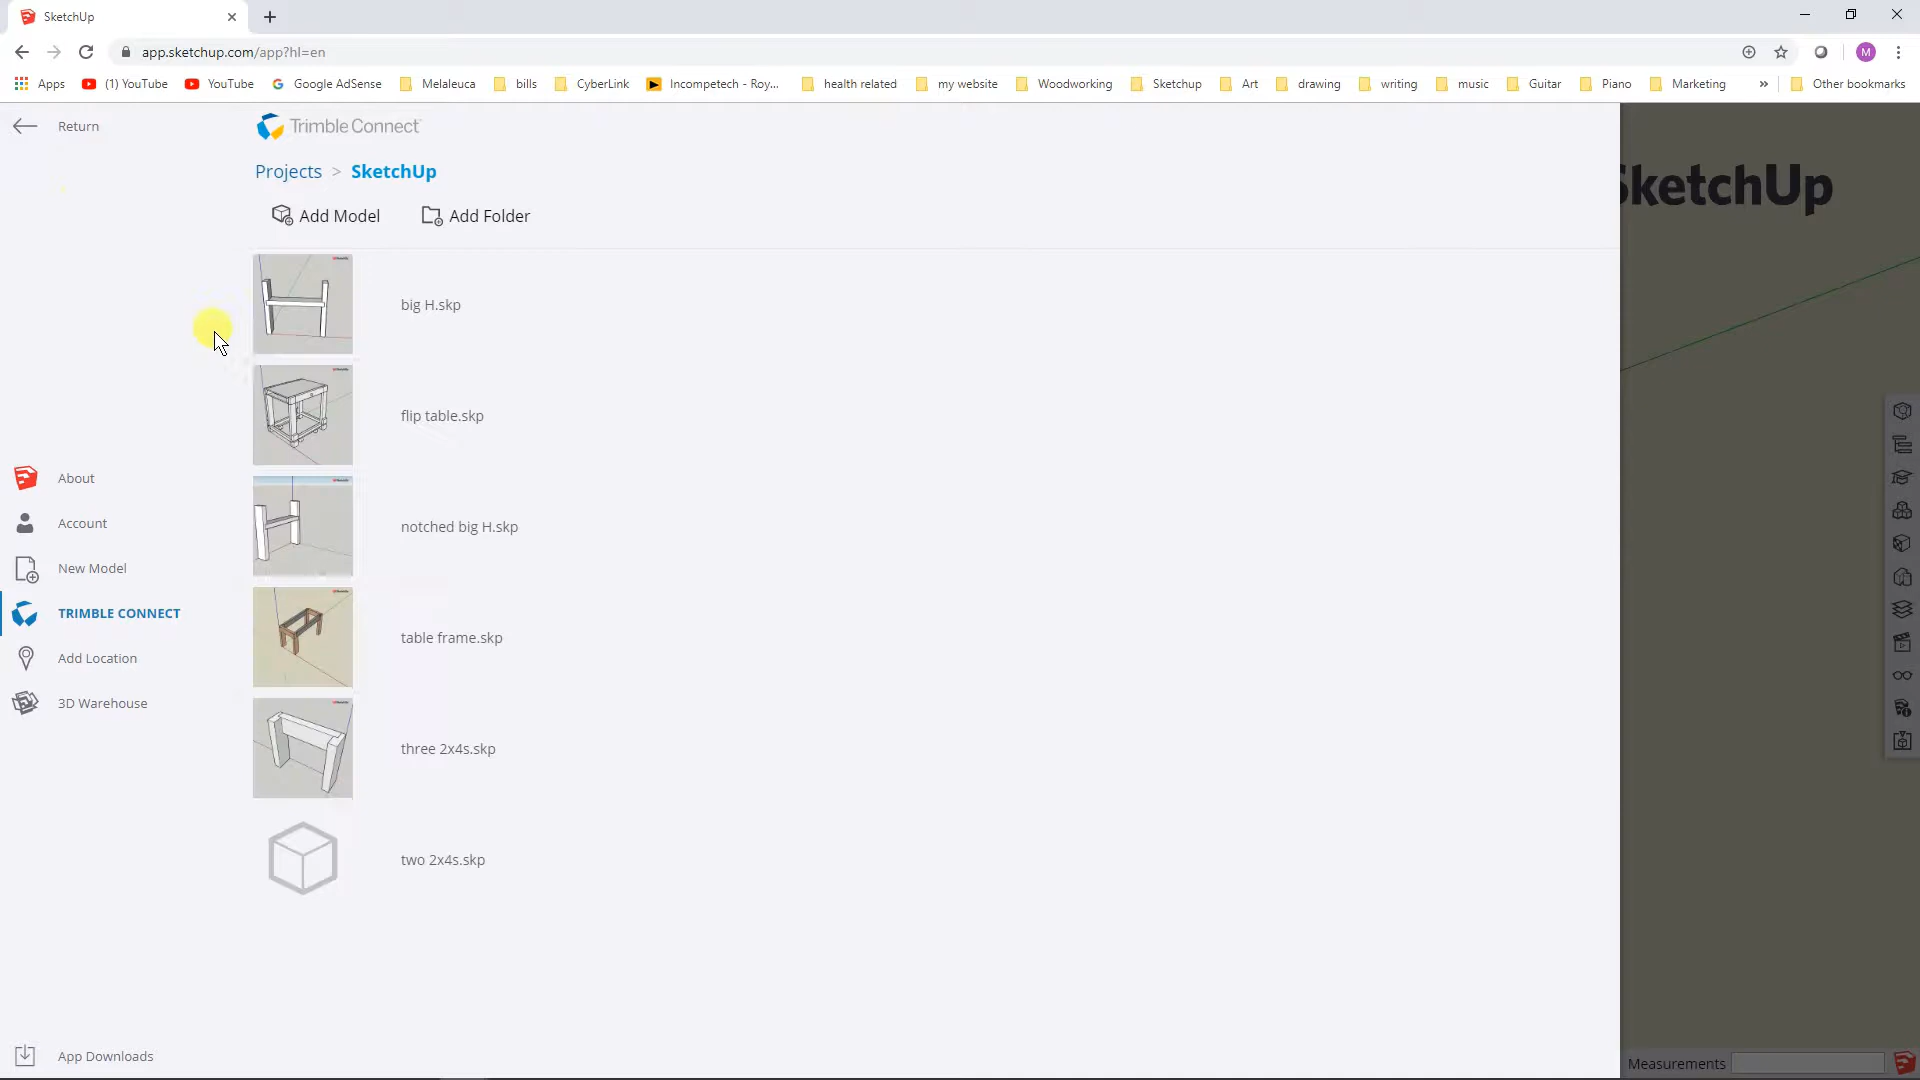 SketchUp
app.sketchup.com/app?hl=en
M
Apps
(1) YouTube
YouTube
Google AdSense
Melaleuca
bills
CyberLink
Incompetech - Roy...
health related
my website
Woodworking
Sketchup
Art
drawing
writing
music
Guitar
Piano
Marketing
»
Other bookmarks
Return
Trimble Connect
Projects > SketchUp
Add Model
Add Folder
SketchUp
big H.skp
flip table.skp
notched big H.skp
table frame.skp
three 2x4s.skp
two 2x4s.skp
About
Account
New Model
TRIMBLE CONNECT
Add Location
3D Warehouse
App Downloads
Measurements